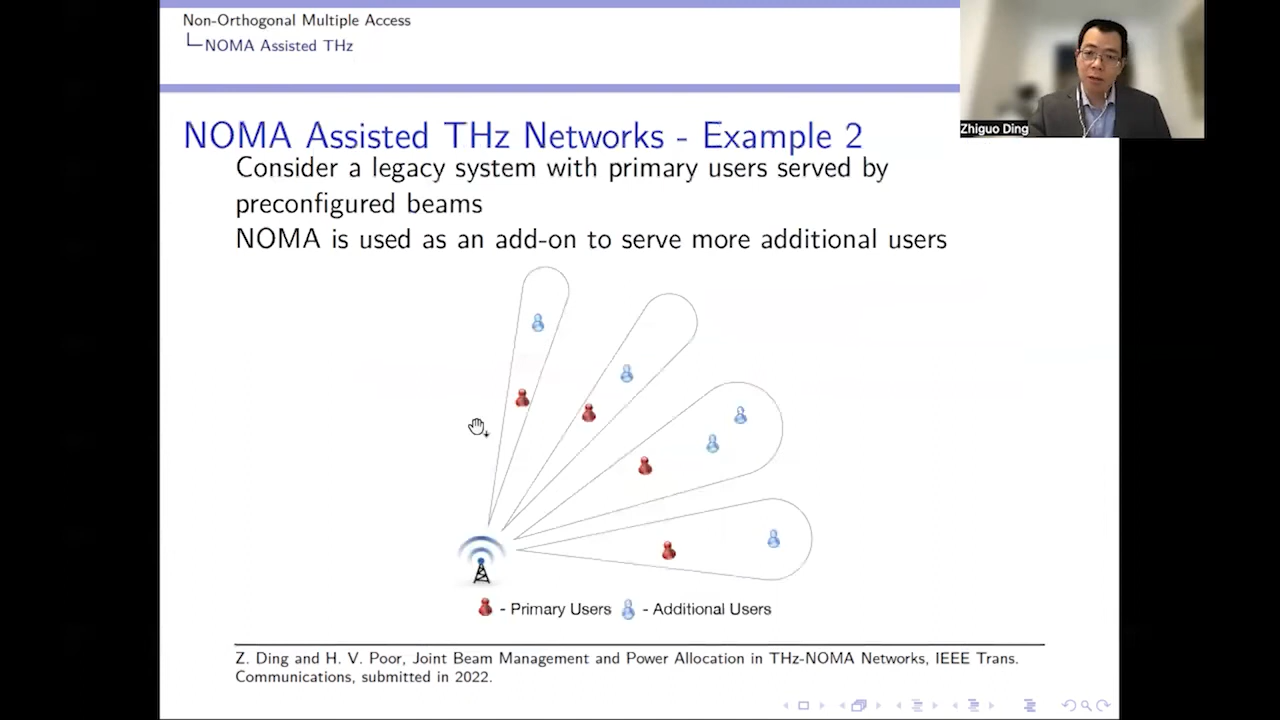 Non-Orthogonal Multiple Access
NOMA Assisted THz
Zhiguo Ding
NOMA Assisted THz Networks - Example 2
Consider a legacy system with primary users served by
preconfigured beams
NOMA is used as an add-on to serve more additional users
- Primary Users - Additional Users
Z. Ding and H. V. Poor, Joint Beam Management and Power Allocation in THz-NOMA Networks, IEEE Trans.
Communications, submitted in 2022.